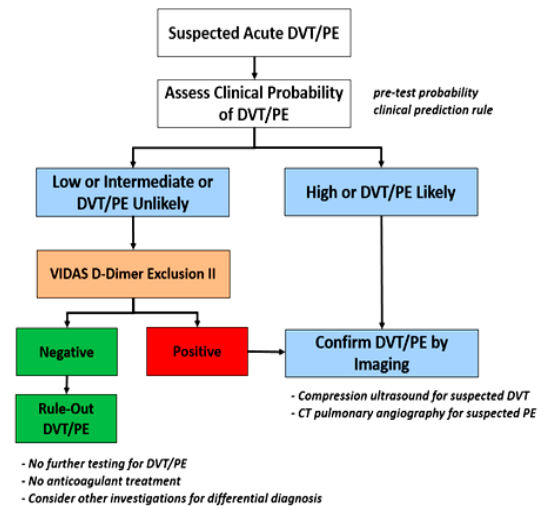 Suspected Acute DVT/PE
Assess Clinical Probability
of DVT/PE
pre-test probability
clinical prediction rule
Low or Intermediate or
DVT/PE Unlikely
High or DVT/PE Likely
VIDAS D-Dimer Exclusion II
Negative
Positive
Confirm DVT/PE by
Imaging
Rule-Out
DVT/PE
- Compression ultrasound for suspected DVT
- CT pulmonary angiography for suspected PE
- No further testing for DVT/PE
- No anticoagulant treatment
- Consider other investigations for differential diagnosis